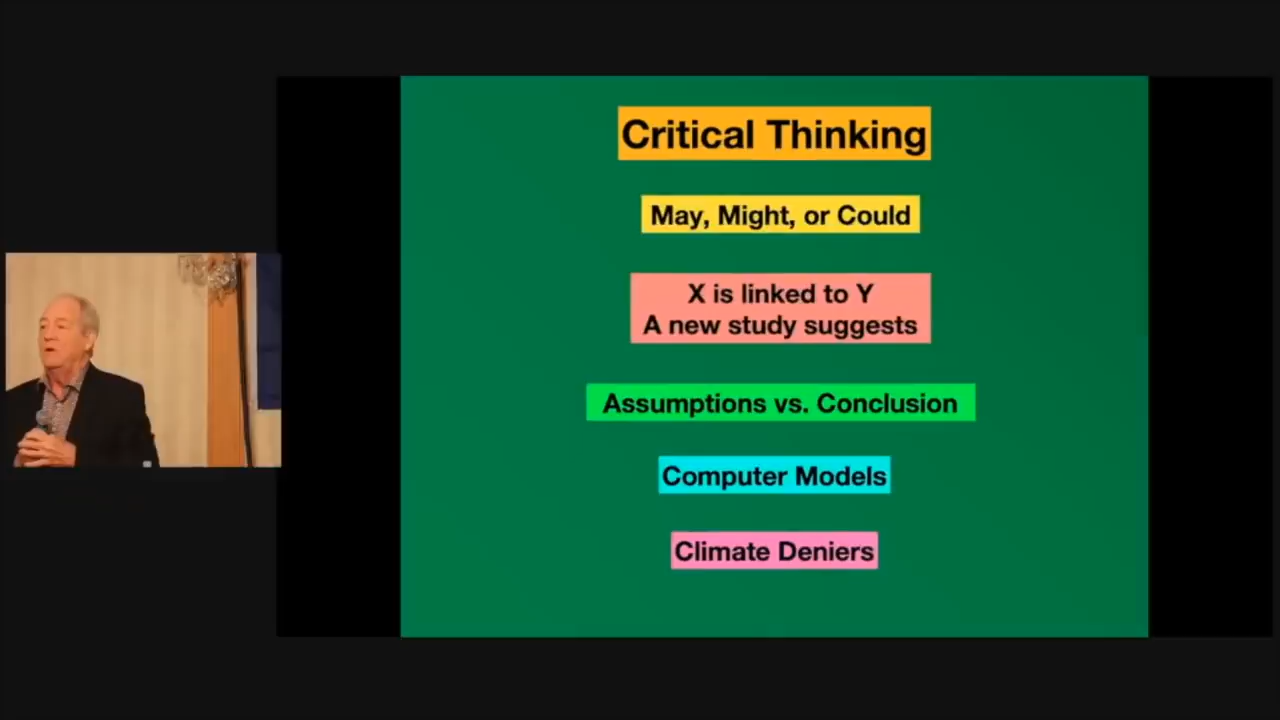 Critical Thinking
May, Might, or Could
X is linked to Y
A new study suggests
Assumptions vs. Conclusion
Computer Models
Climate Deniers